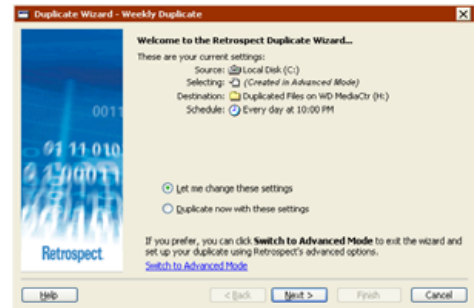 Duplicate Wizard - Weekly Duplicate
Welcome to the Retrospect Duplicate Wizard...
These are your current settings:
Source: Local Disk (C:)
Selecting: (Created in Advanced Mode)
Destination: Duplicated Files on WD MediaCtr (H:)
Schedule: Every day at 10:00 PM
0011
01 11 010
Let me change these settings
Duplicate now with these settings
If you prefer, you can click Switch to Advanced Mode to exit the wizard and
set up your duplicate using Retrospect's advanced options.
Switch to Advanced Mode
Retrospect
Help
< Back
Next >
Finish
Cancel